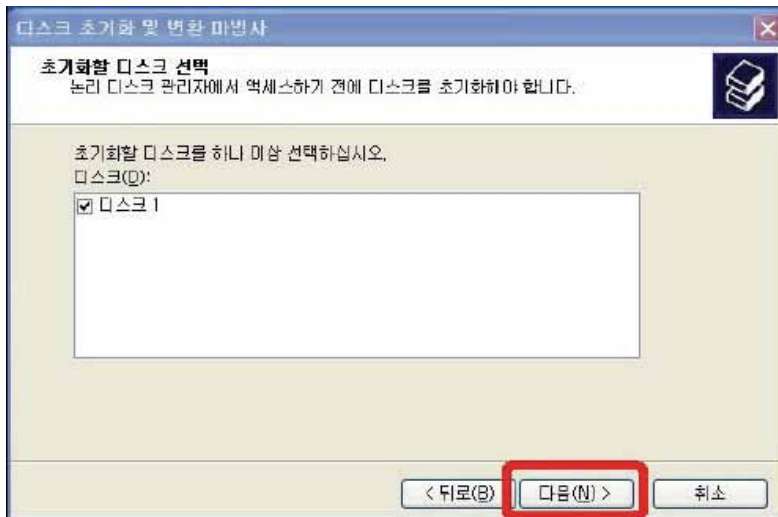 디스크 초기화 및 변환 마법사
초기화할 디스크 선택
논리 디스크 관리자에서 액세스하기 전에 디스크를 초기화해야 합니다.
초기화할 디스크를 하나 이상 선택하십시오.
디스크(D):
디스크 1
< 뒤로(B) 다음(N) > 취소